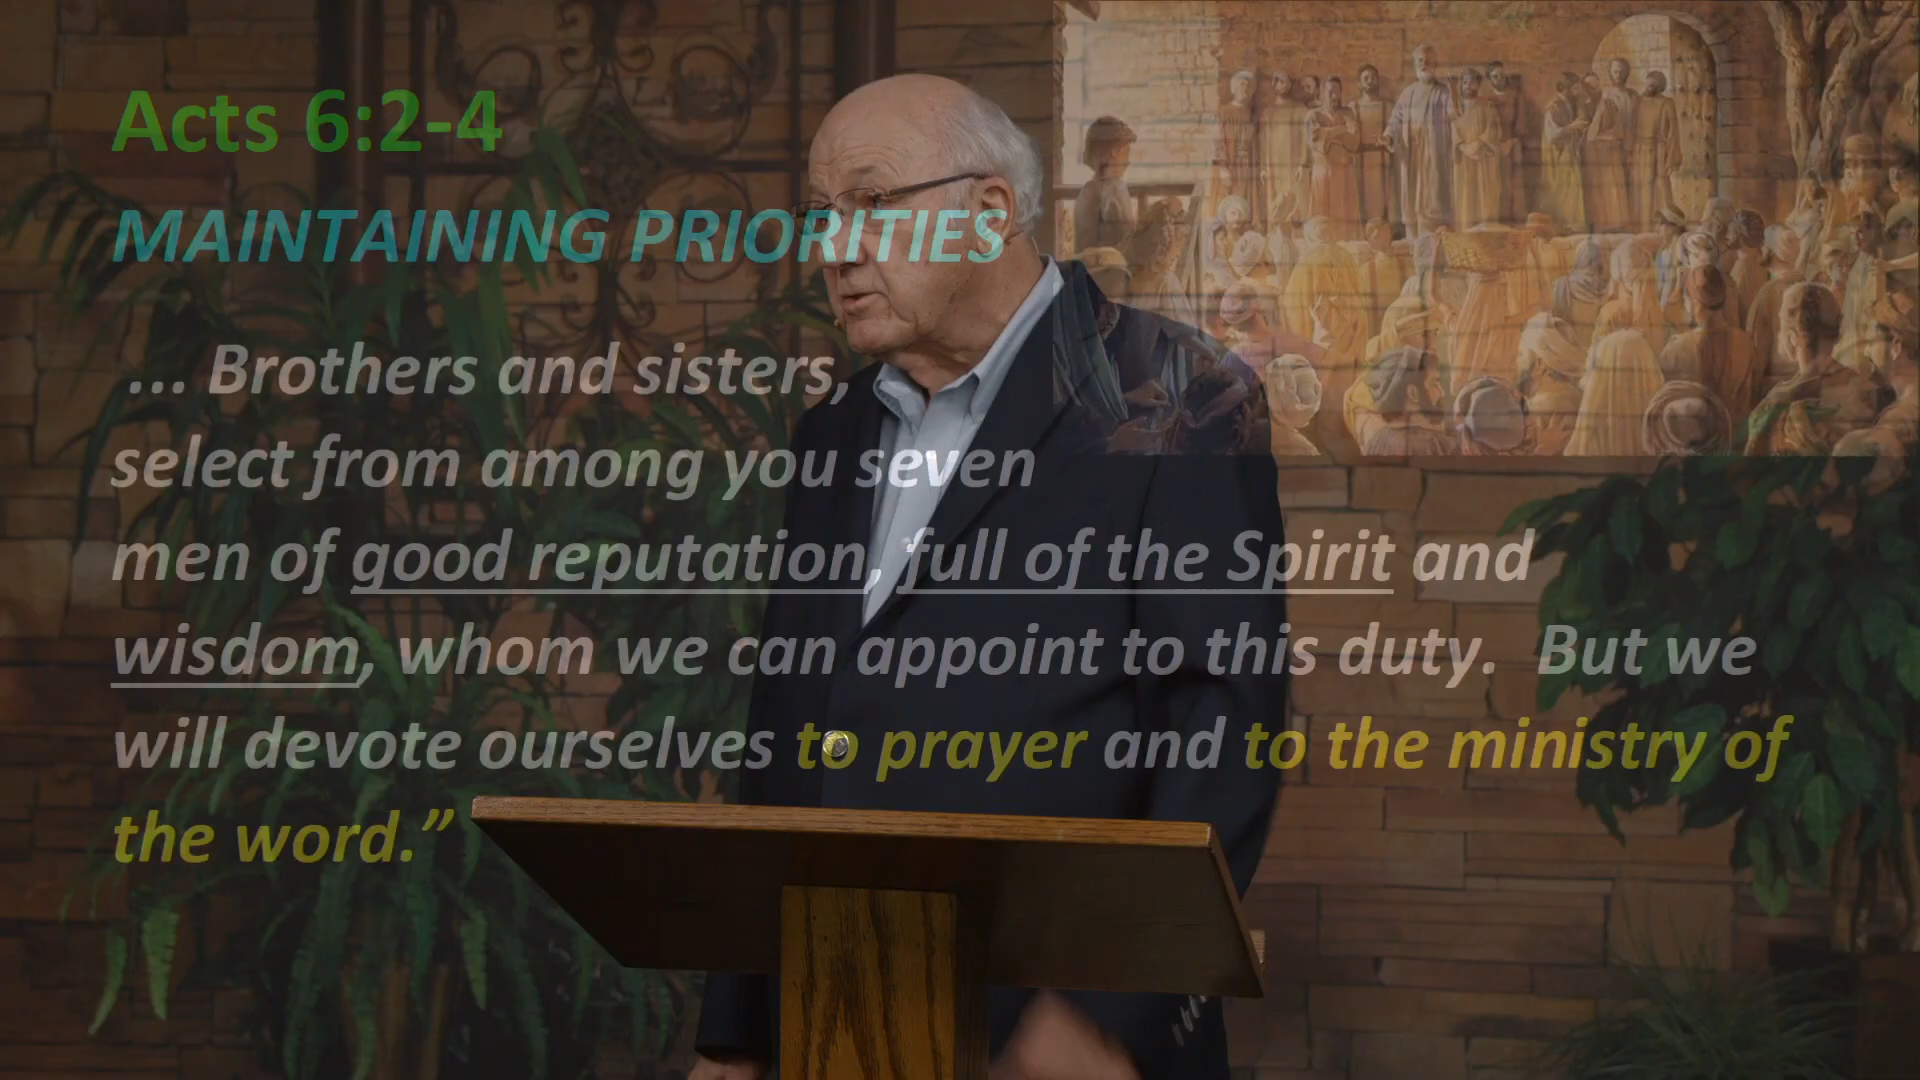 Acts 6:2-4
MAINTAINING PRIORITIES
... Brothers and sisters,
select from among you seven
men of good reputation, full of the Spirit and
wisdom, whom we can appoint to this duty. But we
will devote ourselves to prayer and to the ministry of
the word.”